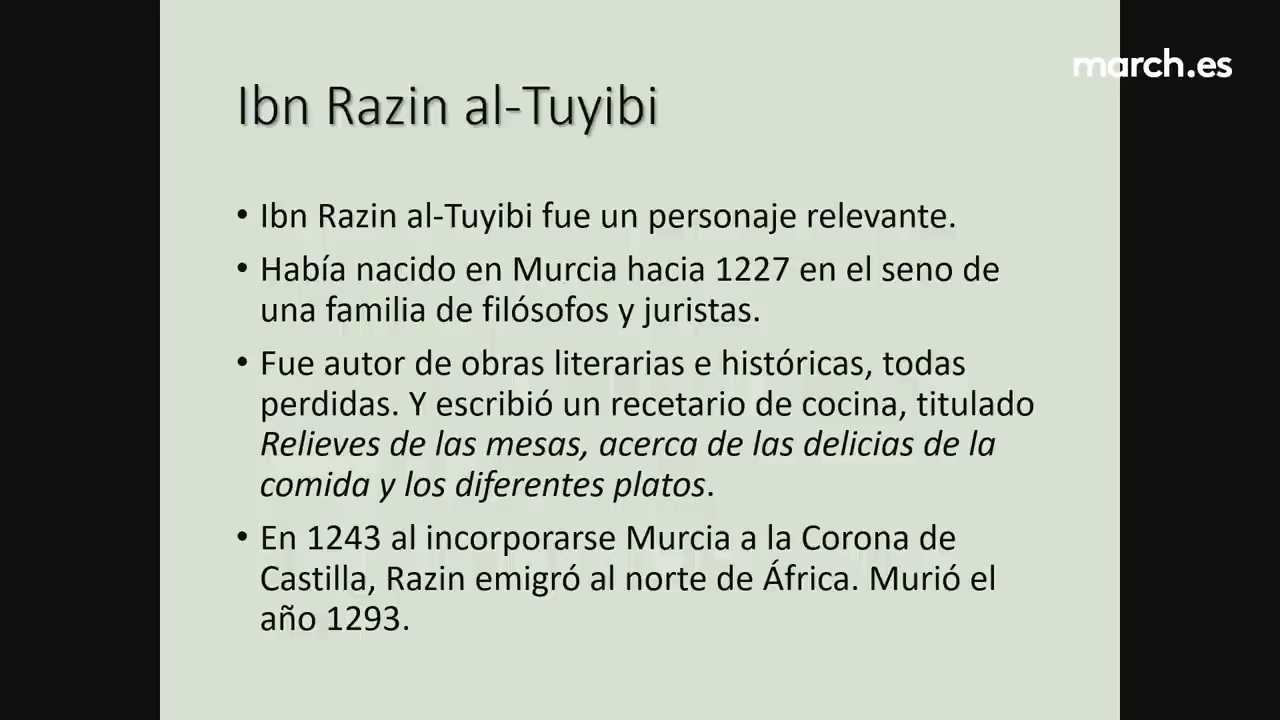 march.es
Ibn Razin al-Tuyibi
• Ibn Razin al-Tuyibi fue un personaje relevante.
• Había nacido en Murcia hacia 1227 en el seno de
una familia de filósofos y juristas.
• Fue autor de obras literarias e históricas, todas
perdidas. Y escribió un recetario de cocina, titulado
Relieves de las mesas, acerca de las delicias de la
comida y los diferentes platos.
• En 1243 al incorporarse Murcia a la Corona de
Castilla, Razin emigró al norte de África. Murió el
año 1293.